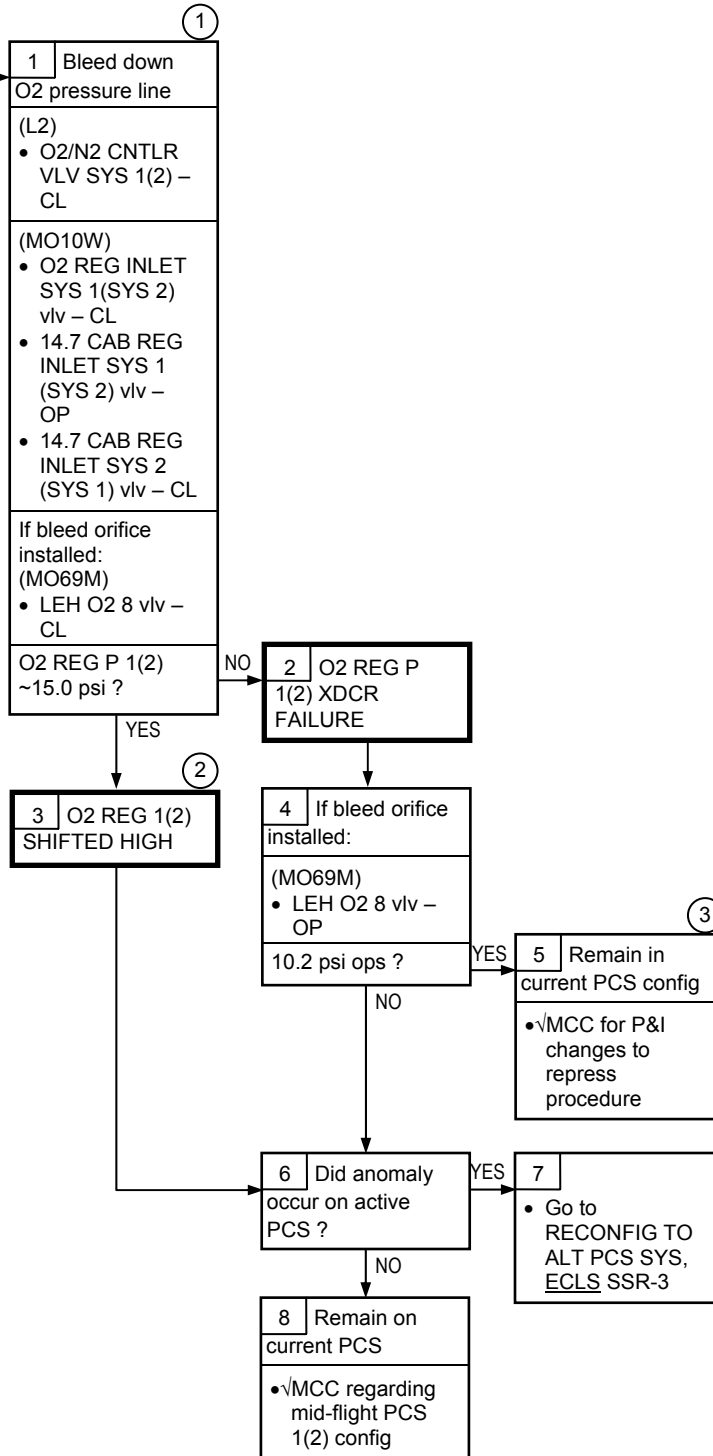 1
1 Bleed down
O2 pressure line
(L2)
• O2/N2 CNTLR
VLV SYS 1(2) –
CL
(MO10W)
• O2 REG INLET
SYS 1(SYS 2)
vlv – CL
• 14.7 CAB REG
INLET SYS 1
(SYS 2) vlv –
OP
• 14.7 CAB REG
INLET SYS 2
(SYS 1) vlv – CL
If bleed orifice
installed:
(MO69M)
• LEH O2 8 vlv –
CL
O2 REG P 1(2)
~15.0 psi ?
NO
YES
2 O2 REG P
1(2) XDCR
FAILURE
2
3 O2 REG 1(2)
SHIFTED HIGH
4 If bleed orifice
installed:
(MO69M)
• LEH O2 8 vlv –
OP
10.2 psi ops ?
YES
NO
3
5 Remain in
current PCS config
•√MCC for P&I
changes to
repress
procedure
6 Did anomaly
occur on active
PCS ?
YES
NO
7
• Go to
RECONFIG TO
ALT PCS SYS,
ECLS SSR-3
8 Remain on
current PCS
•√MCC regarding
mid-flight PCS
1(2) config